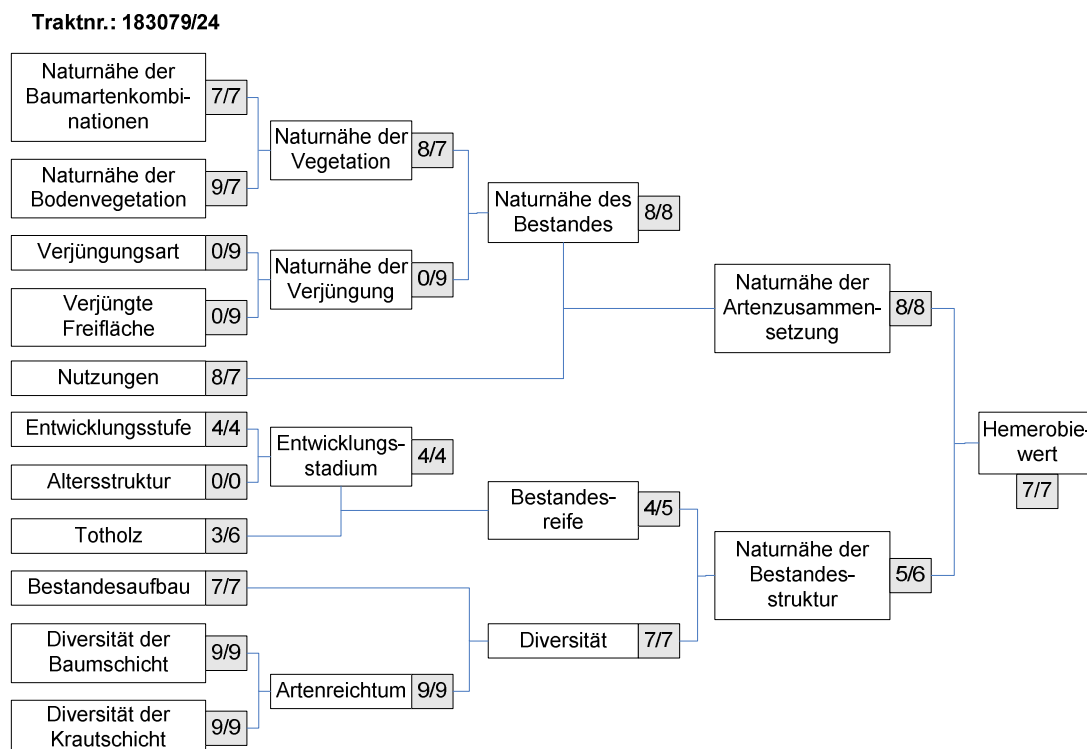 Traktnr.: 183079/24
Naturnähe der
Baumartenkombi-
nationen
7/7
Naturnähe der
Bodenvegetation
9/7
Verjüngungsart
0/9
Verjüngte
Freifläche
0/9
Nutzungen
8/7
Entwicklungsstufe
4/4
Altersstruktur
0/0
Totholz
3/6
Bestandesaufbau
7/7
Diversität der
Baumschicht
9/9
Diversität der
Krautschicht
9/9
Naturnähe der
Vegetation
8/7
Naturnähe der
Verjüngung
0/9
Entwicklungs-
stadium
4/4
Artenreichtum
9/9
Naturnähe des
Bestandes
8/8
Bestandes-
reife
4/5
Diversität
7/7
Naturnähe der
Artenzusammen-
setzung
8/8
Naturnähe der
Bestandes-
struktur
5/6
Hemerobie-
wert
7/7